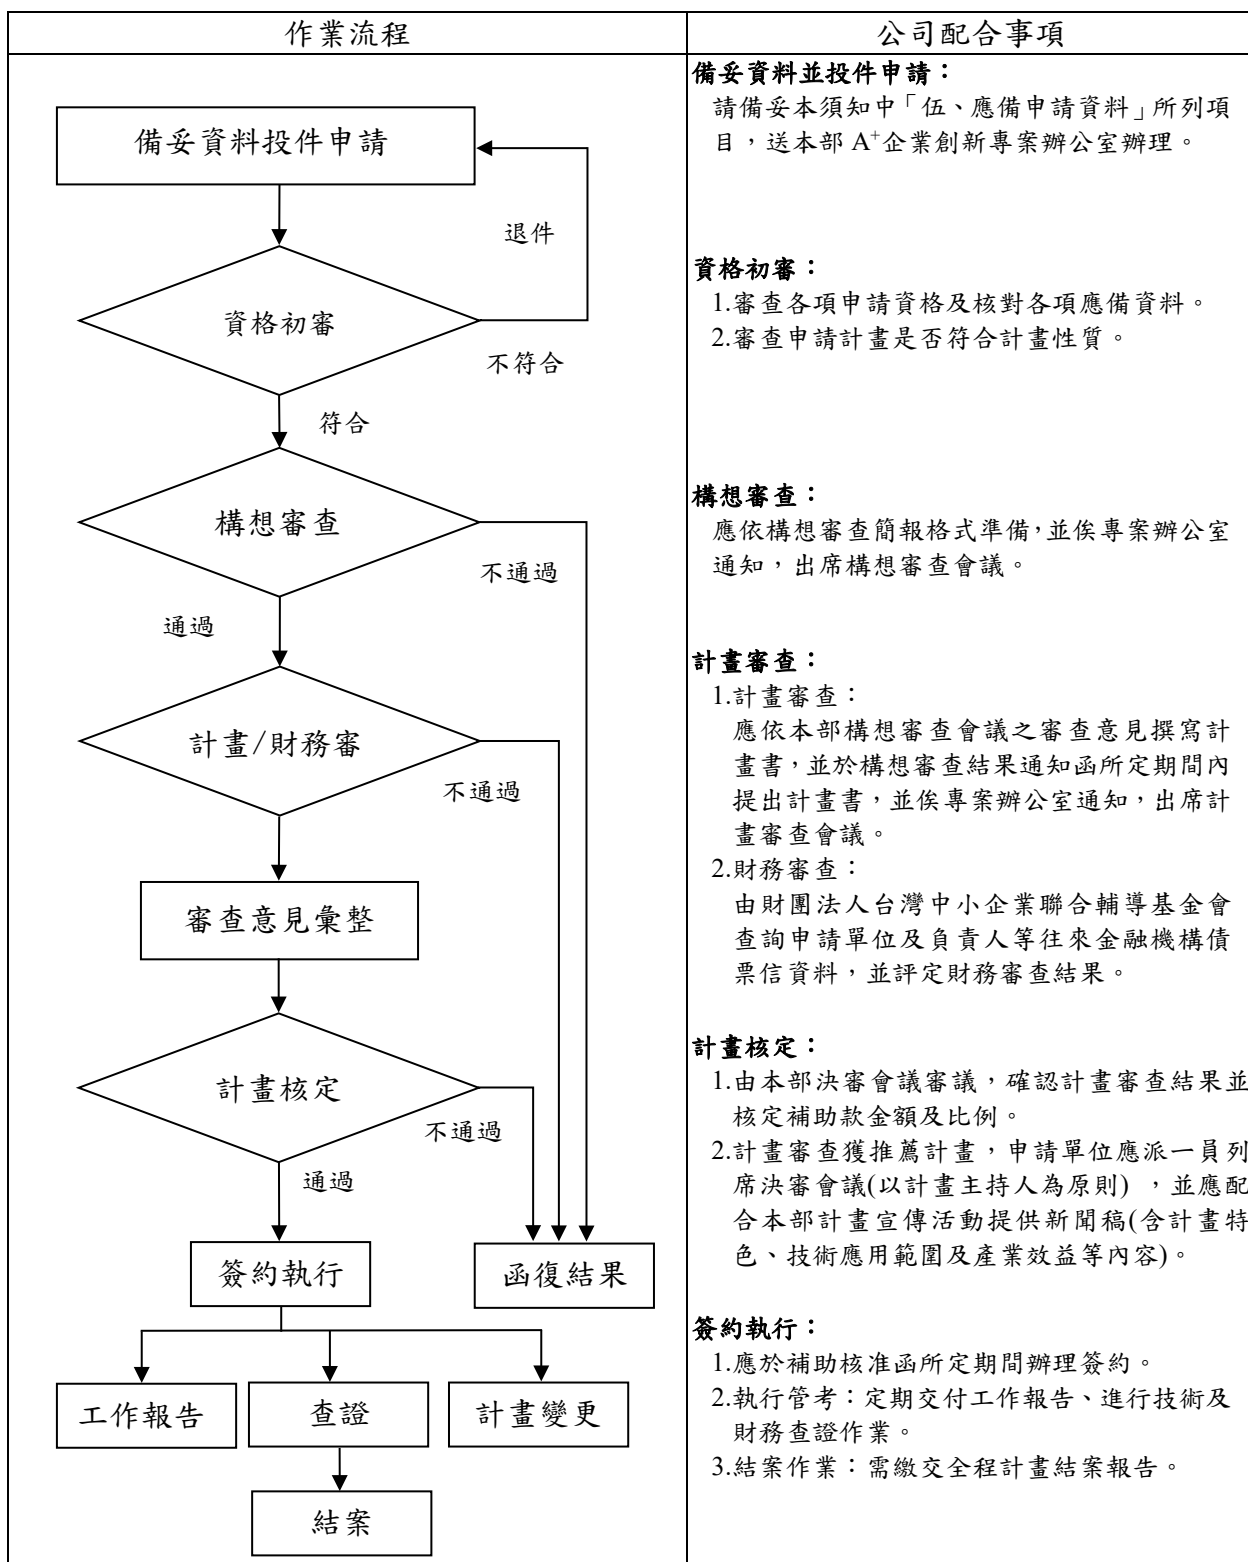 作業流程
公司配合事項
備妥資料投件申請
退件
資格初審
不符合
符合
構想審查
不通過
通過
計畫/財務審
不通過
審查意見彙整
計畫核定
不通過
通過
簽約執行
函復結果
工作報告
查證
計畫變更
結案
備妥資料並投件申請：
請備妥本須知中「伍、應備申請資料」所列項
目，送本部 A+企業創新專案辦公室辦理。
資格初審：
1.審查各項申請資格及核對各項應備資料。
2.審查申請計畫是否符合計畫性質。
構想審查：
應依構想審查簡報格式準備，並俟專案辦公室
通知，出席構想審查會議。
計畫審查：
1.計畫審查：
應依本部構想審查會議之審查意見撰寫計
畫書，並於構想審查結果通知函所定期間內
提出計畫書，並俟專案辦公室通知，出席計
畫審查會議。
2.財務審查：
由財團法人台灣中小企業聯合輔導基金會
查詢申請單位及負責人等往來金融機構債
票信資料，並評定財務審查結果。
計畫核定：
1.由本部決審會議審議，確認計畫審查結果並
核定補助款金額及比例。
2.計畫審查獲推薦計畫，申請單位應派一員列
席決審會議(以計畫主持人為原則) ，並應配
合本部計畫宣傳活動提供新聞稿(含計畫特
色、技術應用範圍及產業效益等內容)。
簽約執行：
1.應於補助核准函所定期間辦理簽約。
2.執行管考：定期交付工作報告、進行技術及
財務查證作業。
3.結案作業：需繳交全程計畫結案報告。